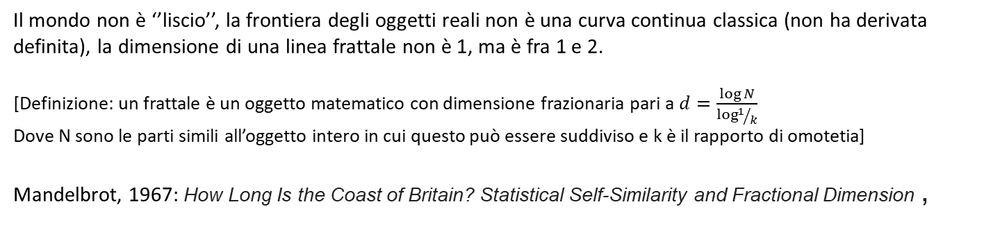 Il mondo non è ‘’liscio’’, la frontiera degli oggetti reali non è una curva continua classica (non ha derivata
definita), la dimensione di una linea frattale non è 1, ma è fra 1 e 2.
[Definizione: un frattale è un oggetto matematico con dimensione frazionaria pari a d = log N / log 1/k
Dove N sono le parti simili all’oggetto intero in cui questo può essere suddiviso e k è il rapporto di omotetia]
Mandelbrot, 1967: How Long Is the Coast of Britain? Statistical Self-Similarity and Fractional Dimension ,